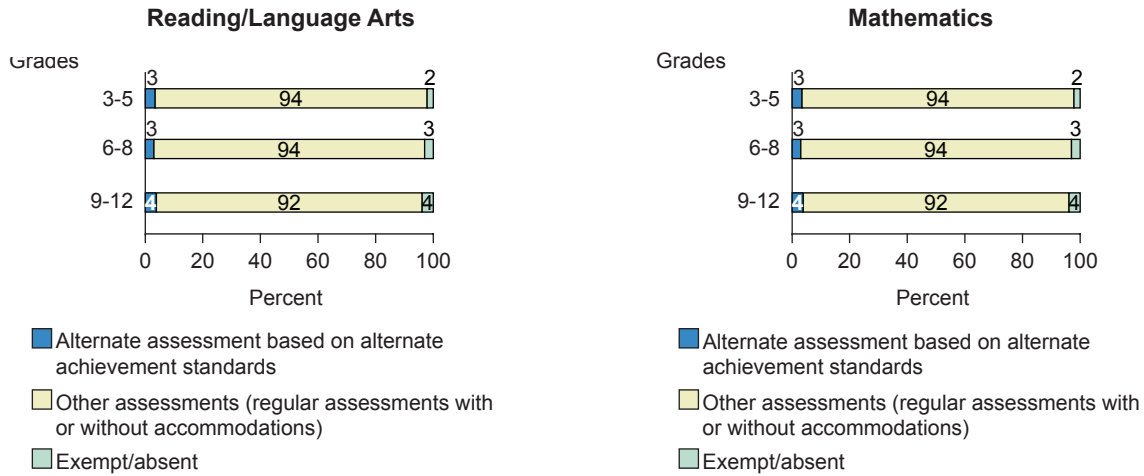 Reading/Language Arts
Grades
3 2
3-5 94
3 3
6-8 94
9-12 4 92 4
0 20 40 60 80 100
Percent
Alternate assessment based on alternate
achievement standards
Other assessments (regular assessments with
or without accommodations)
Exempt/absent
Mathematics
Grades
3 2
3-5 94
3 3
6-8 94
9-12 4 92 4
0 20 40 60 80 100
Percent
Alternate assessment based on alternate
achievement standards
Other assessments (regular assessments with
or without accommodations)
Exempt/absent